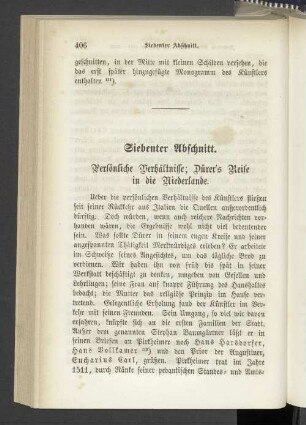 406 Siebenter Abschnitt.
geschnitten, in der Mitte mit kleinen Schilden versehen, die
das erst später hinzugefügte Monogramm des Künstlers
enthalten
Siebenter Abschnitt.
Persönliche Verhältnisse; Dürer's Reise
in die Niederlande.
Ueber die persönlichen Verhältnisse des Künstlers fließen
seit seiner Rückkehr aus Italien die Quellen außerordentlich
dürftig. Doch würden, wenn auch reichere Nachrichten vor-
handen wären, die Ergebnisse wohl nicht viel bedeutender
sein. Was sollte Dürer in seinem engen Kreise und seiner
angestrengten Thätigkeit Merkwürdiges erleben? Er arbeitete
im Schweiße seines Angesichtes, um das tägliche Brod zu
verdienen. Wir haben ihn von früh bis spät in seiner
Werkstatt beschäftigt zu denken, umgeben von Gesellen und
Lehrlingen; seine Frau auf knappe Führung des Haushaltes
bedacht; die Mutter das religiöse Prinzip im Hause ver-
tretend. Gelegentliche Erholung fand der Künstler im Ver-
kehr mit seinen Freunden. Sein Umgang, so viel wir davon
wissen, knüpfte sich an die ersten Familien der Stadt.
Außer dem genannten Stephan Baumgärtner läßt er in
seinen Briefen an Pirkheimer noch Hans Harsdorfer,
Hans Volkamer und den Prior der Augustiner,
Eucharius Carl, grüßen. Pirkheimer trat im Jahre
1511, durch Ränke seiner pedantischen Standes- und Amts-